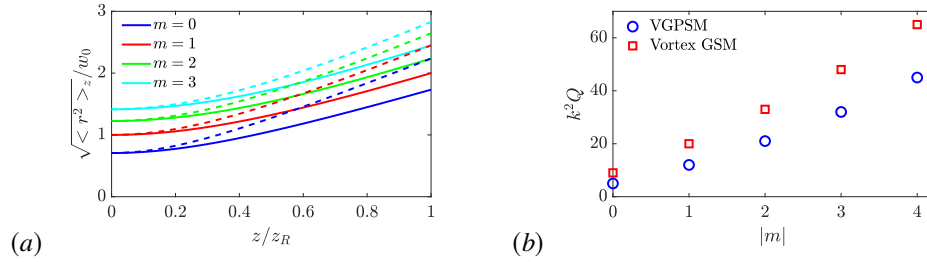 3
2
1
0
√< r² >z/w₀
m = 0
m = 1
m = 2
m = 3
0 0.2 0.4 0.6 0.8 1
z/z_R
(a)
60
40
20
0
k²Q
VGPSM
Vortex GSM
0 1 2 3 4
|m|
(b)